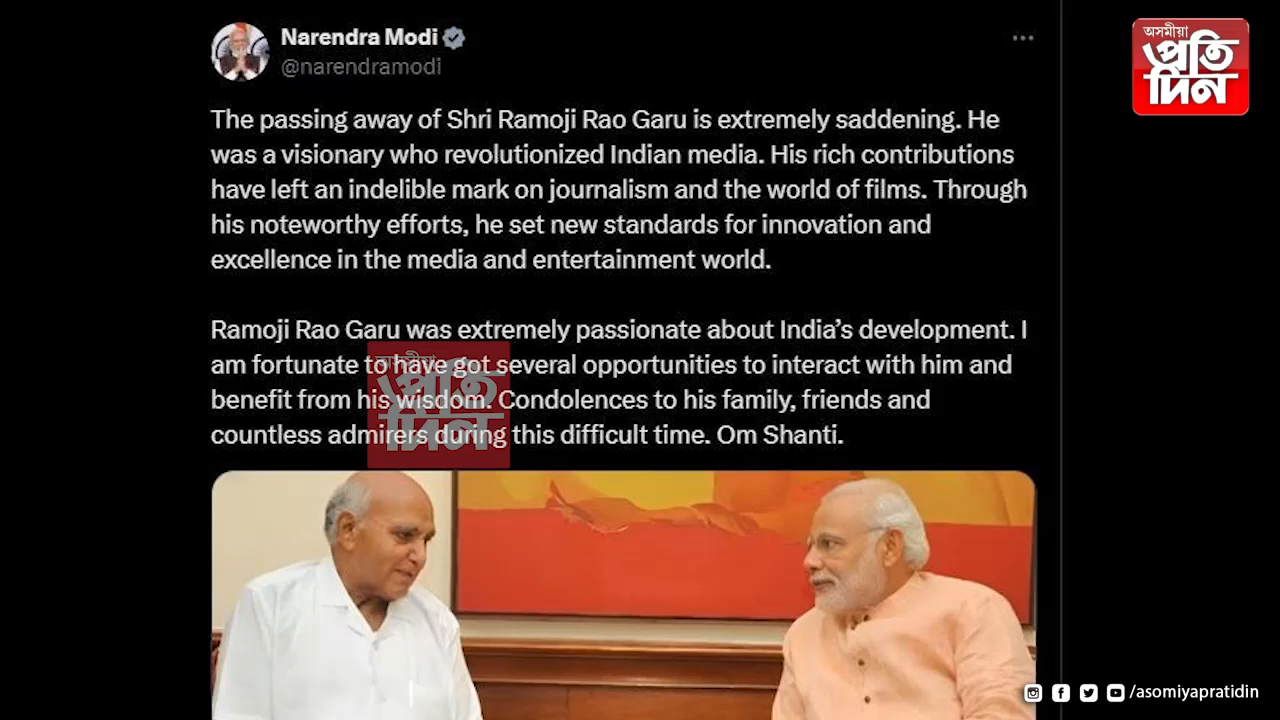 Narendra Modi
@narendramodi
অসমীয়া
প্ৰতি
দিন
The passing away of Shri Ramoji Rao Garu is extremely saddening. He
was a visionary who revolutionized Indian media. His rich contributions
have left an indelible mark on journalism and the world of films. Through
his noteworthy efforts, he set new standards for innovation and
excellence in the media and entertainment world.
Ramoji Rao Garu was extremely passionate about India’s development. I
am fortunate to have got several opportunities to interact with him and
benefit from his wisdom. Condolences to his family, friends and
countless admirers during this difficult time. Om Shanti.
অসমীয়া
প্ৰতি
দিন
/asomiyapratidin